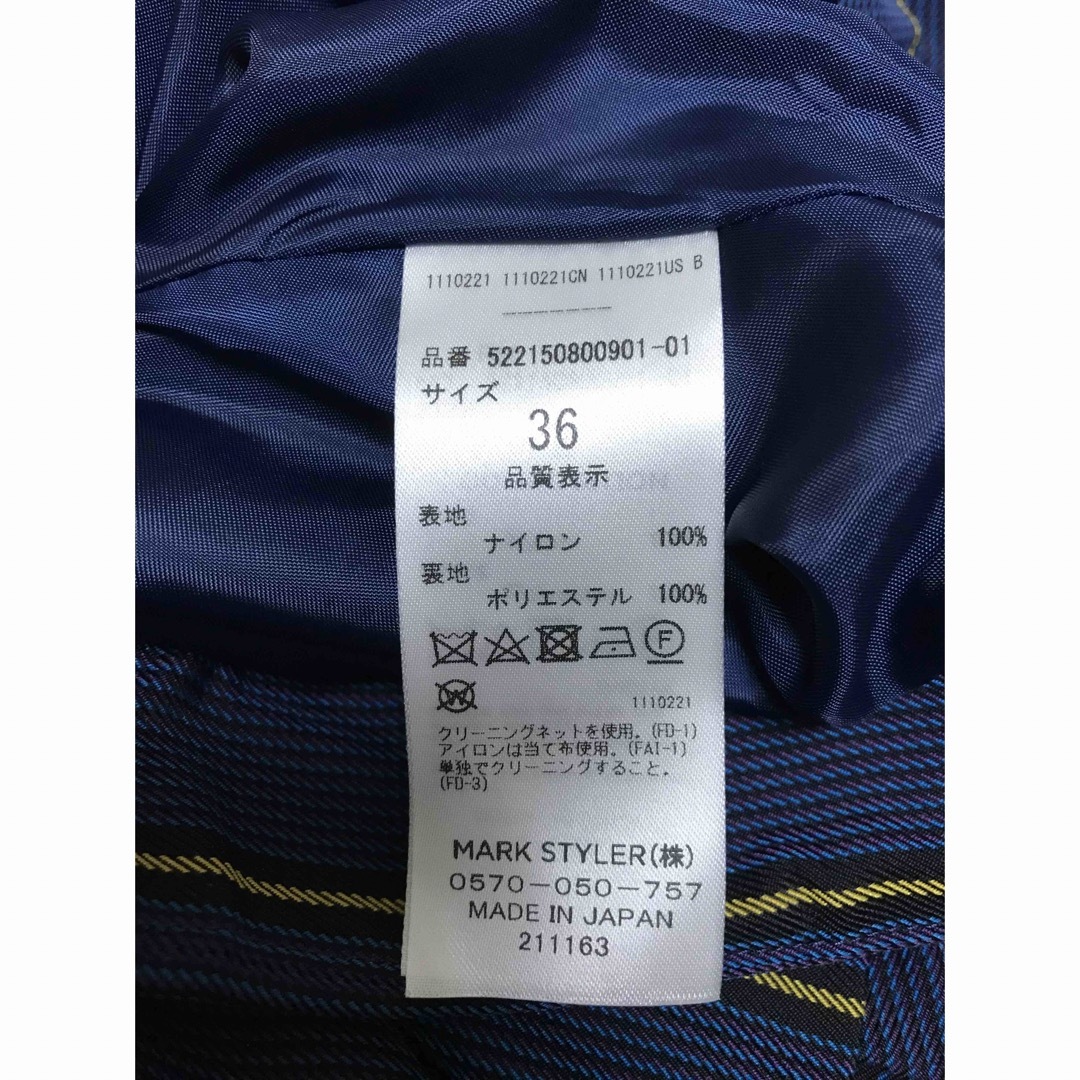 1110221 1110221CN 1110221US B
品番 522150800901-01
サイズ
36
品質表示
表地
ナイロン 100%
裏地
ポリエステル 100%
F
W
1110221
クリーニングネットを使用。(FD-1)
アイロンは当て布使用。(FAI-1)
単独でクリーニングすること。
(FD-3)
MARK STYLER(株)
0570-050-757
MADE IN JAPAN
211163